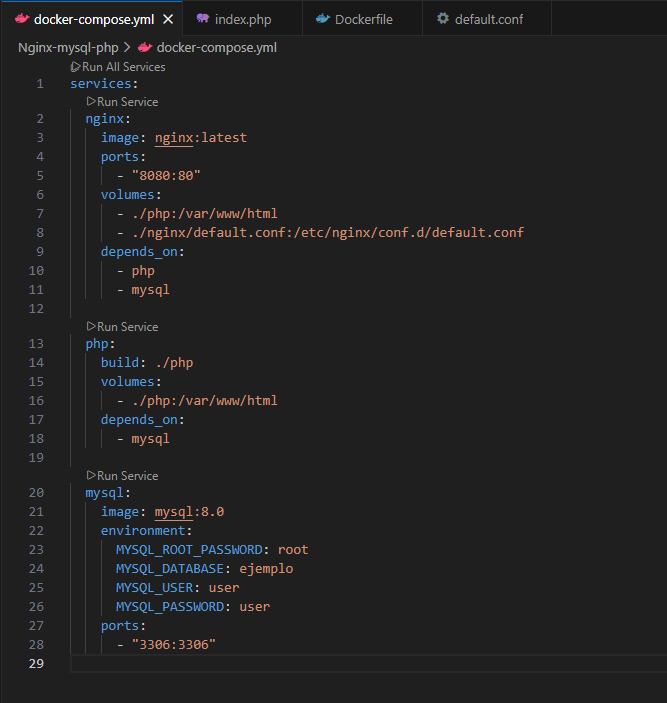 docker-compose.yml index.php Dockerfile default.conf
Nginx-mysql-php > docker-compose.yml
Run All Services
1 services:
Run Service
2   nginx:
3     image: nginx:latest
4     ports:
5       - "8080:80"
6     volumes:
7       - ./php:/var/www/html
8       - ./nginx/default.conf:/etc/nginx/conf.d/default.conf
9     depends_on:
10       - php
11       - mysql
12
Run Service
13   php:
14     build: ./php
15     volumes:
16       - ./php:/var/www/html
17     depends_on:
18       - mysql
19
Run Service
20   mysql:
21     image: mysql:8.0
22     environment:
23       MYSQL_ROOT_PASSWORD: root
24       MYSQL_DATABASE: ejemplo
25       MYSQL_USER: user
26       MYSQL_PASSWORD: user
27     ports:
28       - "3306:3306"
29